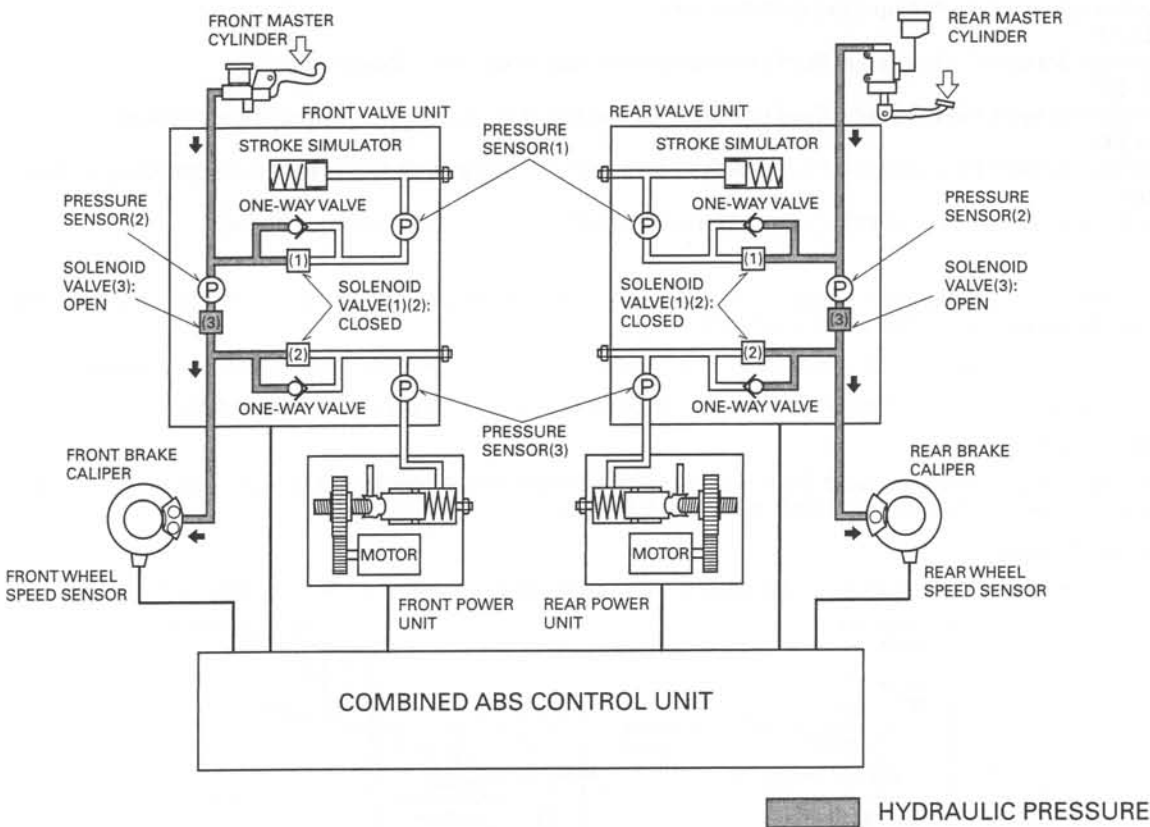 FRONT MASTER
CYLINDER
REAR MASTER
CYLINDER
FRONT VALVE UNIT
STROKE SIMULATOR
PRESSURE
SENSOR(1)
REAR VALVE UNIT
STROKE SIMULATOR
PRESSURE
SENSOR(2)
ONE-WAY VALVE
P
(1)
ONE-WAY VALVE
P
(1)
PRESSURE
SENSOR(2)
SOLENOID
VALVE(3):
OPEN
P
(3)
SOLENOID
VALVE(1)(2):
CLOSED
SOLENOID
VALVE(1)(2):
CLOSED
P
(3)
SOLENOID
VALVE(3):
OPEN
(2)
ONE-WAY VALVE
P
PRESSURE
SENSOR(3)
P
(2)
ONE-WAY VALVE
FRONT BRAKE
CALIPER
REAR BRAKE
CALIPER
MOTOR
MOTOR
FRONT WHEEL
SPEED SENSOR
FRONT POWER
UNIT
REAR POWER
UNIT
REAR WHEEL
SPEED SENSOR
COMBINED ABS CONTROL UNIT
HYDRAULIC PRESSURE